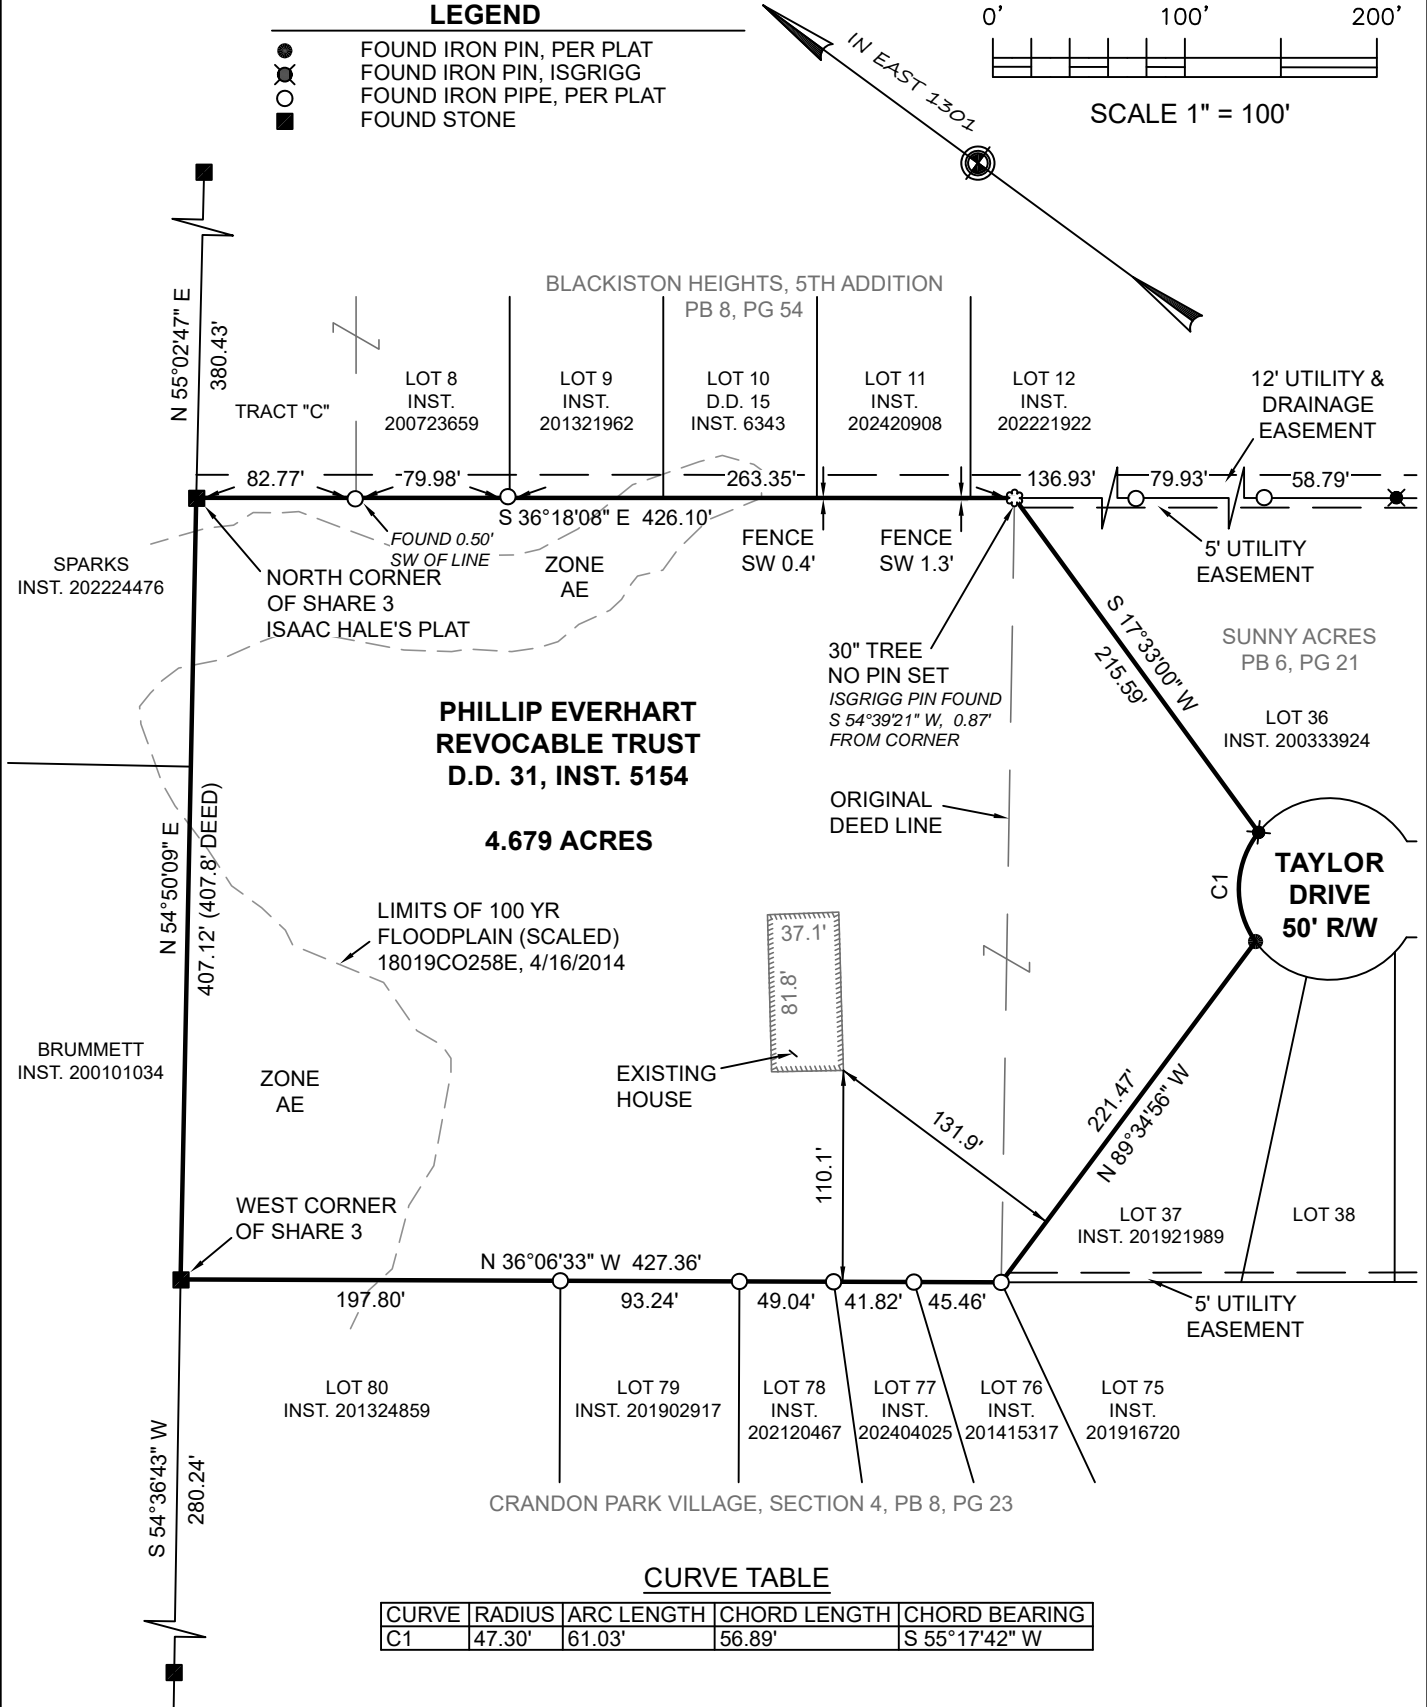 LEGEND
FOUND IRON PIN, PER PLAT
FOUND IRON PIN, ISGRIGG
FOUND IRON PIPE, PER PLAT
FOUND STONE
IN EAST 1301
0' 100' 200'
SCALE 1" = 100'
BLACKISTON HEIGHTS, 5TH ADDITION
PB 8, PG 54
N 55°02'47" E
380.43'
TRACT "C"
LOT 8
INST.
200723659
LOT 9
INST.
201321962
LOT 10
D.D. 15
INST. 6343
LOT 11
INST.
202420908
LOT 12
INST.
202221922
12' UTILITY &
DRAINAGE
EASEMENT
82.77' 79.98' 263.35' 136.93' 79.93' 58.79'
S 36°18'08" E 426.10'
FOUND 0.50'
SW OF LINE
ZONE
AE
FENCE
SW 0.4'
FENCE
SW 1.3'
5' UTILITY
EASEMENT
SPARKS
INST. 202224476
NORTH CORNER
OF SHARE 3
ISAAC HALE'S PLAT
30" TREE
NO PIN SET
ISGRIGG PIN FOUND
S 54°39'21" W, 0.87'
FROM CORNER
S 17°33'00" W
215.59'
SUNNY ACRES
PB 6, PG 21
LOT 36
INST. 200333924
PHILLIP EVERHART
REVOCABLE TRUST
D.D. 31, INST. 5154
4.679 ACRES
ORIGINAL
DEED LINE
N 54°50'09" E
407.12' (407.8' DEED)
C1
TAYLOR
DRIVE
50' R/W
LIMITS OF 100 YR
FLOODPLAIN (SCALED)
18019CO258E, 4/16/2014
37.1'
81.8'
EXISTING
HOUSE
BRUMMETT
INST. 200101034
ZONE
AE
131.9'
110.1'
221.47'
N 89°34'56" W
WEST CORNER
OF SHARE 3
LOT 37
INST. 201921989
LOT 38
N 36°06'33" W 427.36'
197.80' 93.24' 49.04' 41.82' 45.46'
5' UTILITY
EASEMENT
LOT 80
INST. 201324859
LOT 79
INST. 201902917
LOT 78
INST.
202120467
LOT 77
INST.
202404025
LOT 76
INST.
201415317
LOT 75
INST.
201916720
S 54°36'43" W
280.24'
CRANDON PARK VILLAGE, SECTION 4, PB 8, PG 23
CURVE TABLE
CURVE RADIUS ARC LENGTH CHORD LENGTH CHORD BEARING
C1 47.30' 61.03' 56.89' S 55°17'42" W